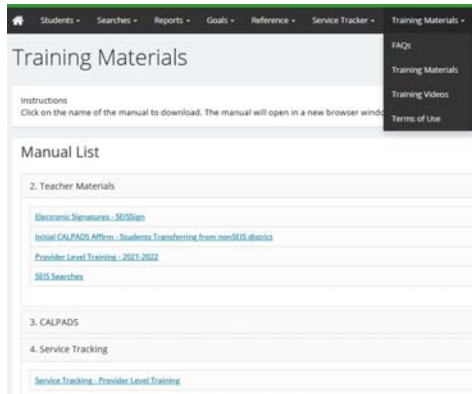 Students Searches Reports Goals Reference Service Tracker Training Materials
FAQs
Training Materials
Training Videos
Terms of Use
Training Materials
Instructions
Click on the name of the manual to download. The manual will open in a new browser windo
Manual List
2. Teacher Materials
Electronic Signatures - SEISSign
Initial CALPADS Affirm - Students Transferring from nonSEIS district
Provider Level Training - 2021-2022
SEIS Searches
3. CALPADS
4. Service Tracking
Service Tracking - Provider Level Training